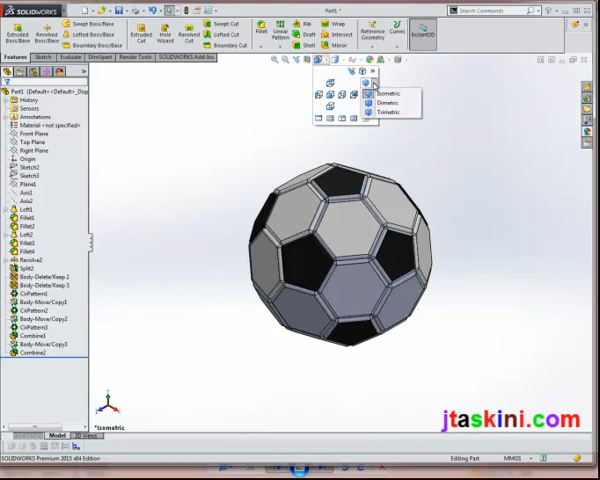 SOLIDWORKS
Part1 *
Search Commands
Extruded Boss/Base
Revolved Boss/Base
Swept Boss/Base
Lofted Boss/Base
Boundary Boss/Base
Extruded Cut
Hole Wizard
Revolved Cut
Swept Cut
Lofted Cut
Boundary Cut
Fillet
Linear Pattern
Rib
Draft
Shell
Wrap
Intersect
Mirror
Reference Geometry
Curves
Instant3D
Features
Sketch
Evaluate
DimXpert
Render Tools
SOLIDWORKS Add-Ins
Isometric
Dimetric
Trimetric
Part1 (Default<<Default>_Disp
History
Sensors
Annotations
Material <not specified>
Front Plane
Top Plane
Right Plane
Origin
Sketch2
Sketch3
Plane1
Axis1
Axis2
Loft1
Fillet1
Fillet2
Loft2
Fillet3
Fillet4
Revolve2
Split2
Body-Delete/Keep 2
Body-Delete/Keep 3
CirPattern1
Body-Move/Copy1
CirPattern2
Body-Move/Copy2
CirPattern3
Combine1
Body-Move/Copy3
Combine2
*Isometric
jtaskini.com
Model
3D Views
SOLIDWORKS Premium 2015 x64 Edition
Editing Part
MMGS